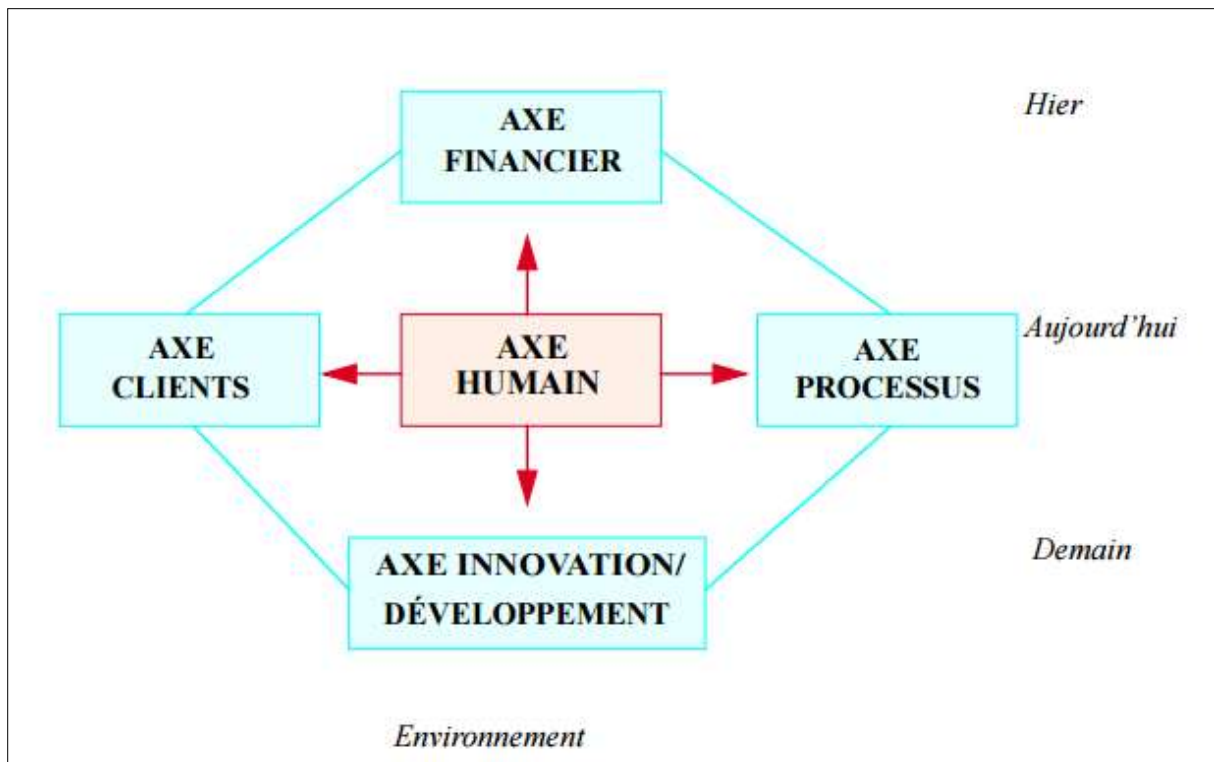 Hier
AXE
FINANCIER
AXE
CLIENTS
AXE
HUMAIN
AXE
PROCESSUS
Aujourd’hui
AXE INNOVATION/
DÉVELOPPEMENT
Demain
Environnement